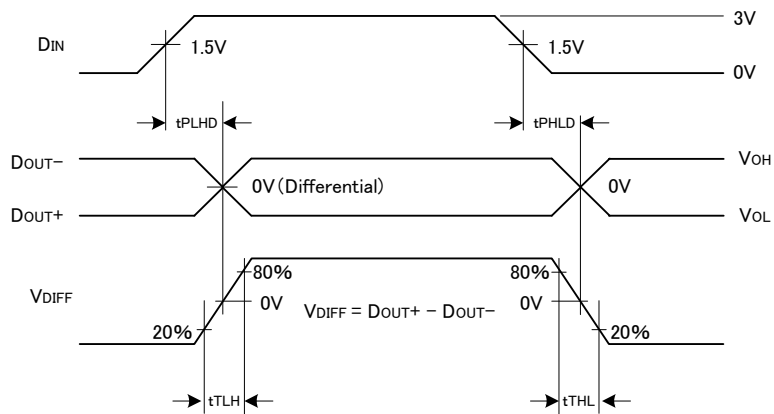 3V
DIN
1.5V
1.5V
0V
tPLHD
tPHLD
DOUT−
VOH
0V (Differential)
0V
DOUT+
VOL
80%
80%
VDIFF
0V
VDIFF = DOUT+ − DOUT−
0V
20%
20%
tTLH
tTHL